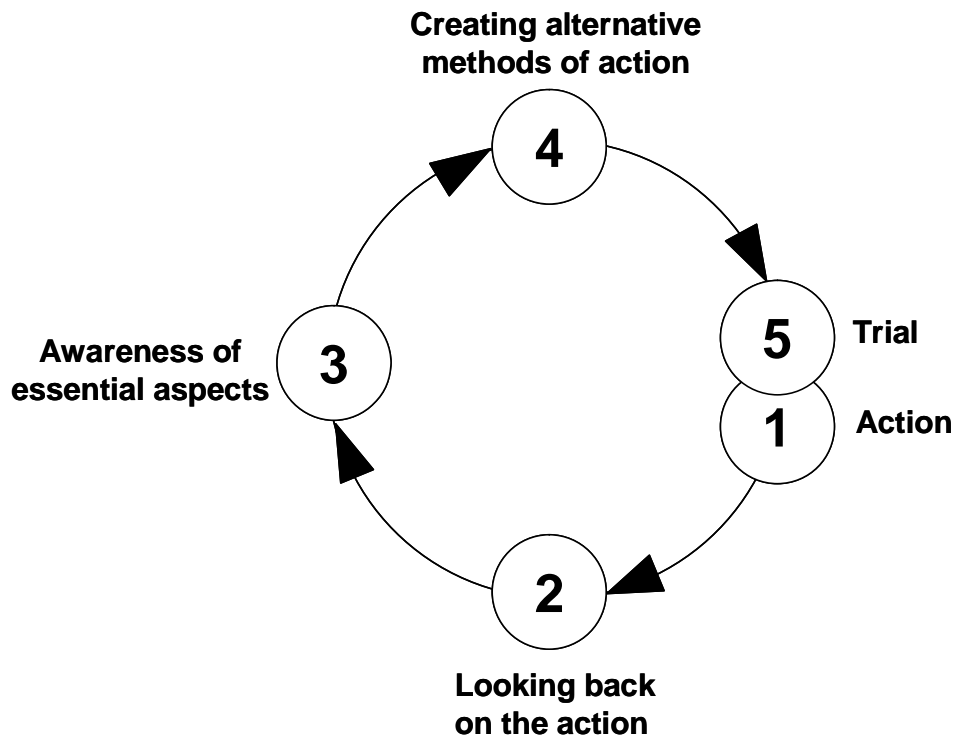 Creating alternative
methods of action
4
5
Trial
Awareness of
essential aspects
3
1
Action
2
Looking back
on the action